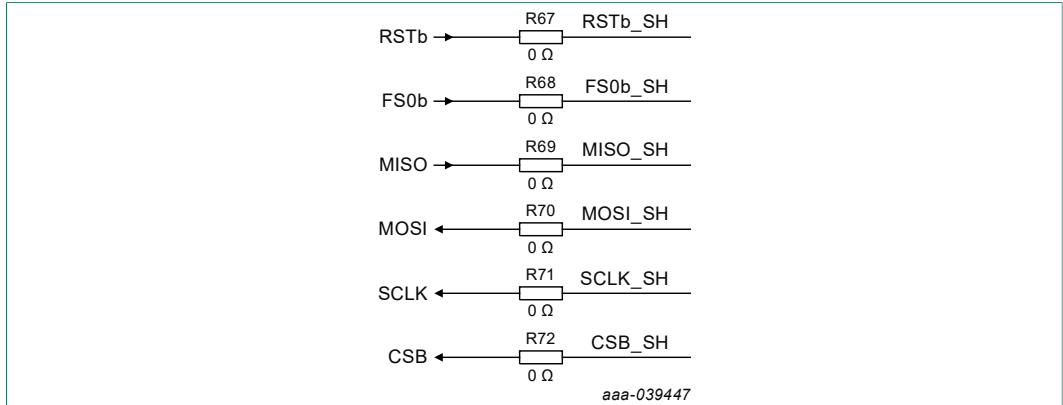 R67 RSTb_SH
RSTb
0 Ω
R68 FS0b_SH
FS0b
0 Ω
R69 MISO_SH
MISO
0 Ω
R70 MOSI_SH
MOSI
0 Ω
R71 SCLK_SH
SCLK
0 Ω
R72 CSB_SH
CSB
0 Ω
aaa-039447